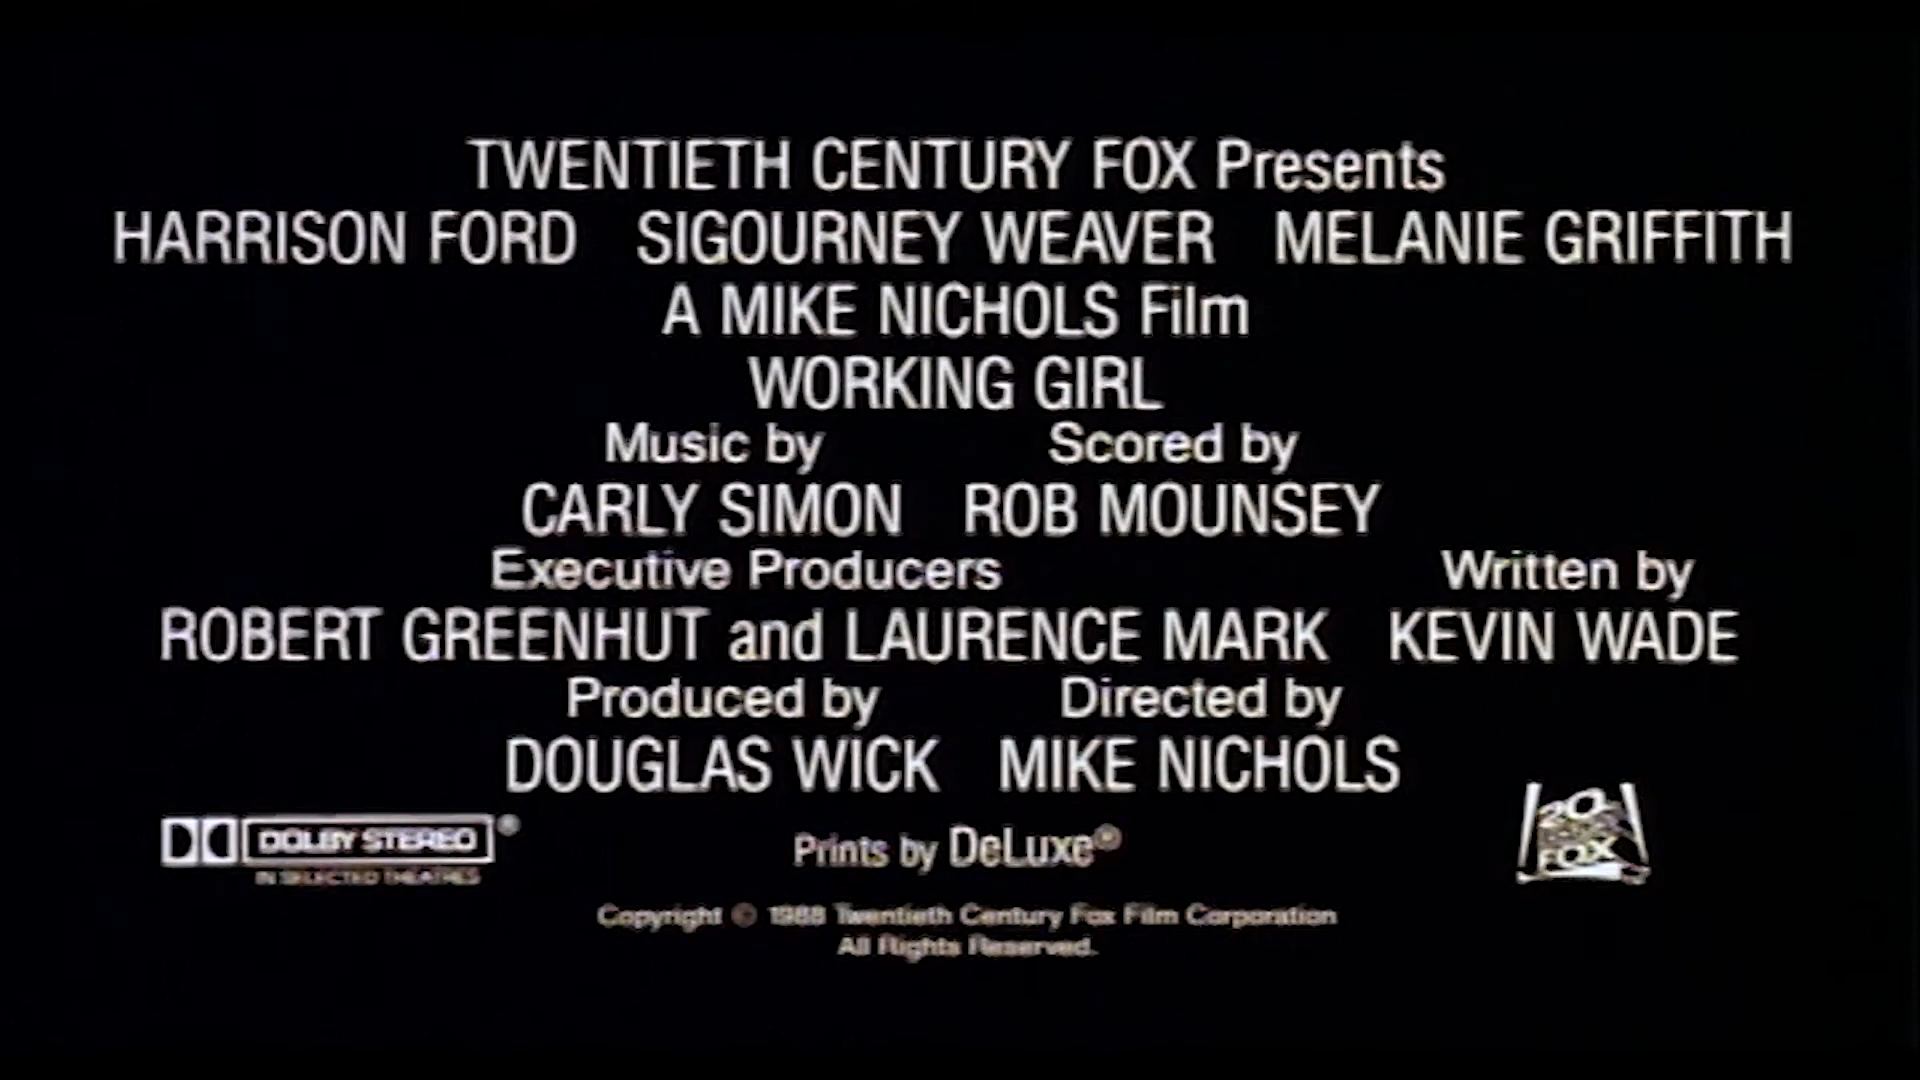 TWENTIETH CENTURY FOX Presents
HARRISON FORD SIGOURNEY WEAVER MELANIE GRIFFITH
A MIKE NICHOLS Film
WORKING GIRL
Music by Scored by
CARLY SIMON ROB MOUNSEY
Executive Producers Written by
ROBERT GREENHUT and LAURENCE MARK KEVIN WADE
Produced by Directed by
DOUGLAS WICK MIKE NICHOLS
DOLBY STEREO®
IN SELECTED THEATRES
Prints by DeLuxe®
20 CENTURY FOX
Copyright © 1988 Twentieth Century Fox Film Corporation
All Rights Reserved.